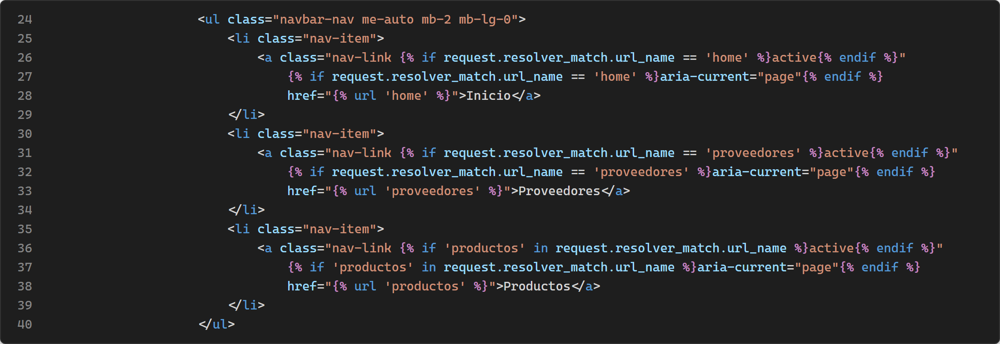 24 <ul class="navbar-nav me-auto mb-2 mb-lg-0">
25 <li class="nav-item">
26 <a class="nav-link {% if request.resolver_match.url_name == 'home' %}active{% endif %}"
27 {% if request.resolver_match.url_name == 'home' %}aria-current="page"{% endif %}
28 href="{% url 'home' %}">Inicio</a>
29 </li>
30 <li class="nav-item">
31 <a class="nav-link {% if request.resolver_match.url_name == 'proveedores' %}active{% endif %}"
32 {% if request.resolver_match.url_name == 'proveedores' %}aria-current="page"{% endif %}
33 href="{% url 'proveedores' %}">Proveedores</a>
34 </li>
35 <li class="nav-item">
36 <a class="nav-link {% if 'productos' in request.resolver_match.url_name %}active{% endif %}"
37 {% if 'productos' in request.resolver_match.url_name %}aria-current="page"{% endif %}
38 href="{% url 'productos' %}">Productos</a>
39 </li>
40 </ul>